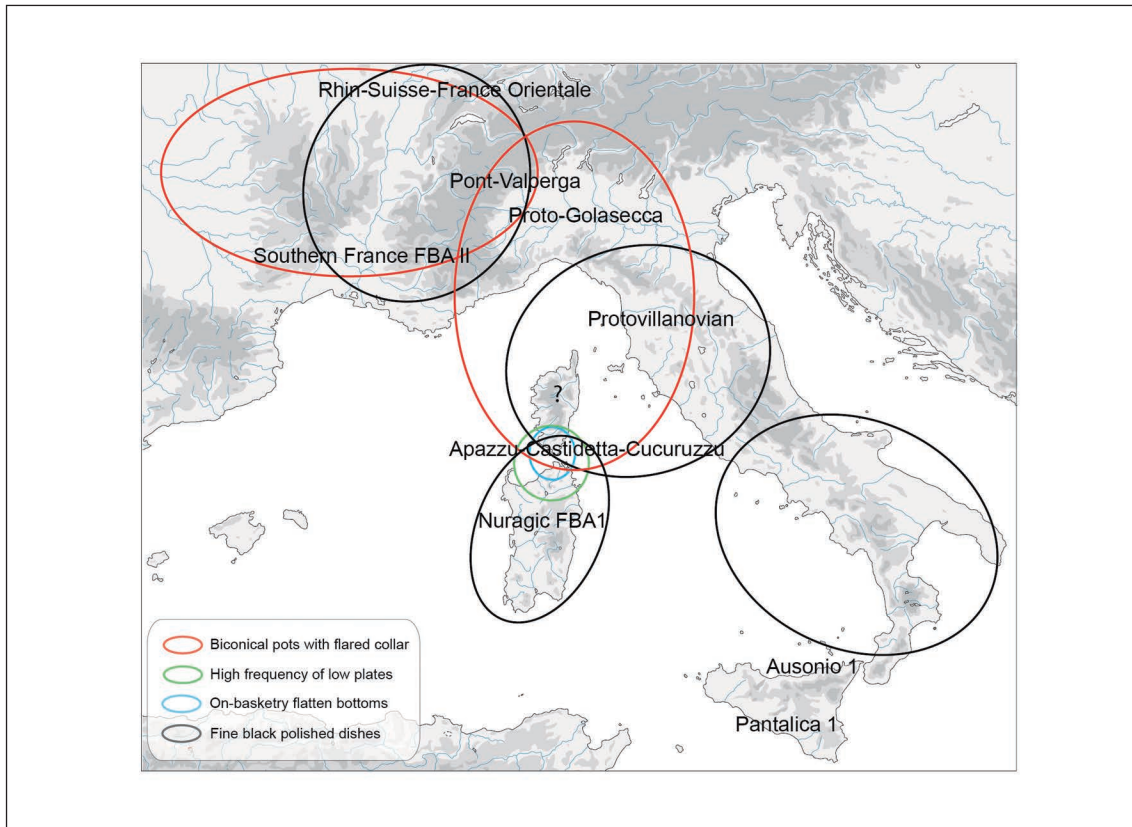 Rhin-Suisse-France Orientale
Pont-Valperga
Proto-Golasecca
Southern France FBA II
Protovillanovian
?
Apazzu-Castidetta-Cucuruzzu
Nuragic FBA1
Ausonio 1
Pantalica 1
Biconical pots with flared collar
High frequency of low plates
On-basketry flatten bottoms
Fine black polished dishes